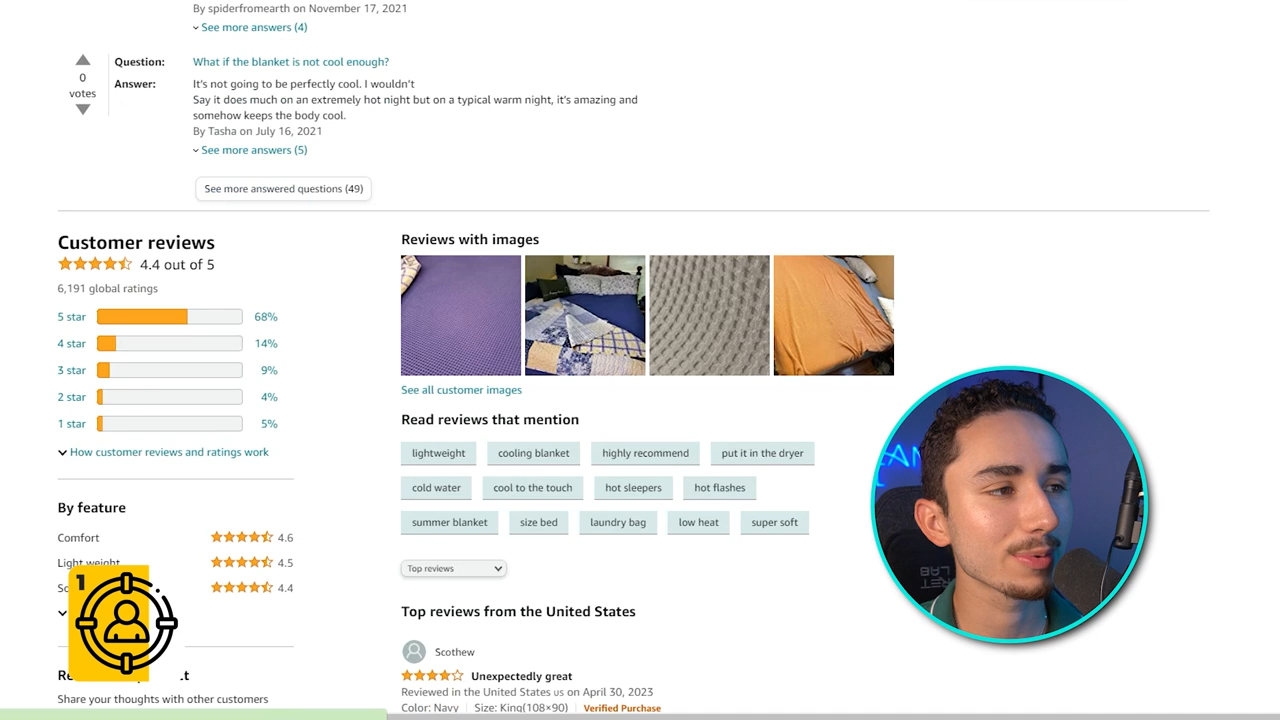 By spiderfromearth on November 17, 2021
See more answers (4)
0
votes
Question: What if the blanket is not cool enough?
Answer: It's not going to be perfectly cool. I wouldn't
Say it does much on an extremely hot night but on a typical warm night, it's amazing and
somehow keeps the body cool.
By Tasha on July 16, 2021
See more answers (5)
See more answered questions (49)
Customer reviews
4.4 out of 5
6,191 global ratings
5 star 68%
4 star 14%
3 star 9%
2 star 4%
1 star 5%
How customer reviews and ratings work
By feature
Comfort 4.6
Light weight 4.5
4.4
1
Share your thoughts with other customers
Reviews with images
See all customer images
Read reviews that mention
lightweight cooling blanket highly recommend put it in the dryer
cold water cool to the touch hot sleepers hot flashes
summer blanket size bed laundry bag low heat super soft
Top reviews
Top reviews from the United States
Scothew
Unexpectedly great
Reviewed in the United States us on April 30, 2023
Color: Navy Size: King(108×90) Verified Purchase
LAB